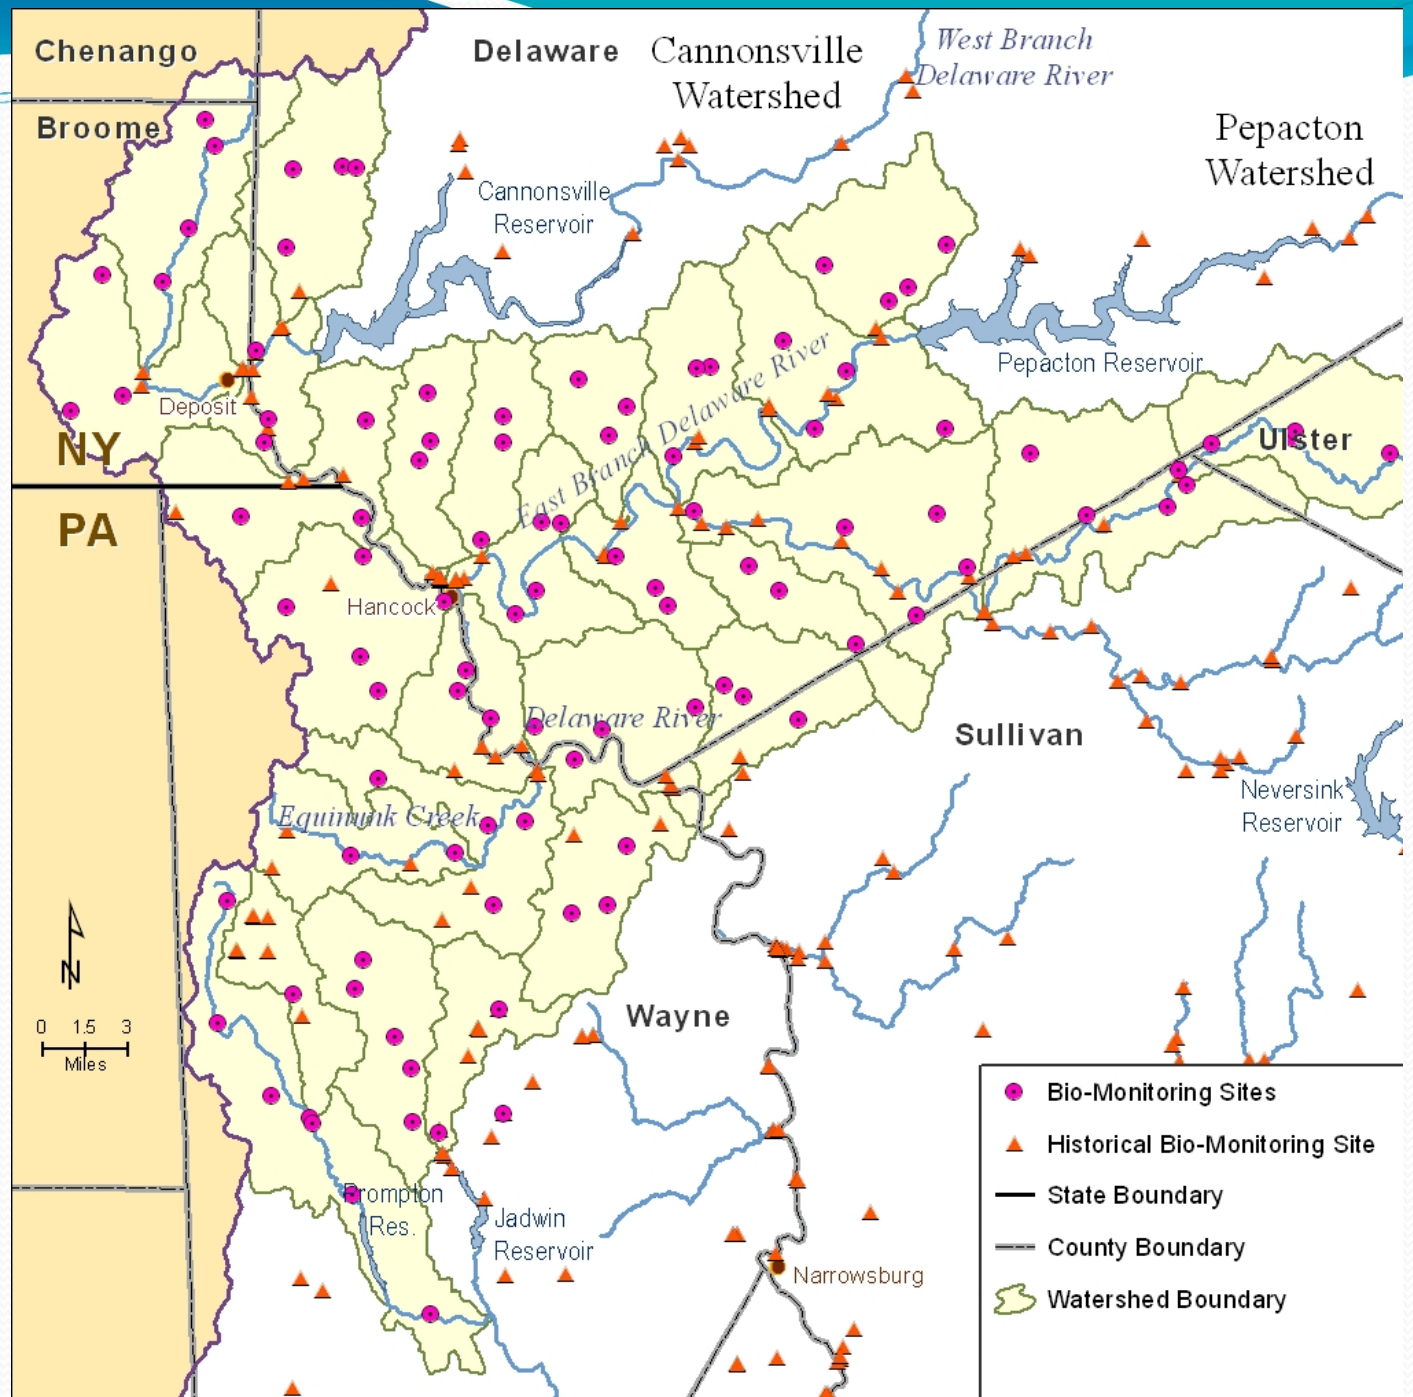 Chenango
Delaware
Cannonsville
Watershed
West Branch
Delaware River
Broome
Pepacton
Watershed
Cannonsville
Reservoir
Pepacton Reservoir
Deposit
East Branch Delaware River
NY
Ulster
PA
Hancock
Delaware River
Sullivan
Equinunk Creek
Neversink
Reservoir
N
Wayne
0 1.5 3
Miles
Prompton
Res.
Jadwin
Reservoir
Narrowsburg
Bio-Monitoring Sites
Historical Bio-Monitoring Site
State Boundary
County Boundary
Watershed Boundary